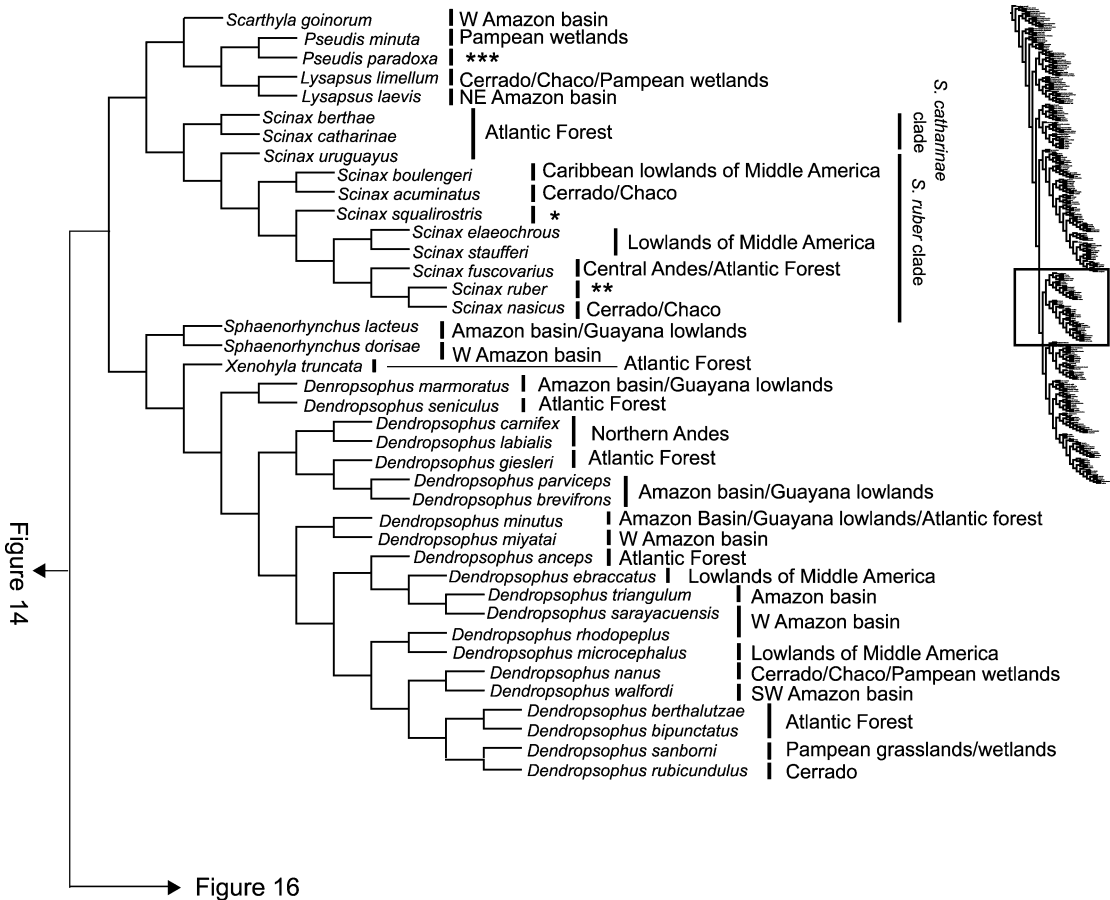 Scarthyla goinorum W Amazon basin
Pseudis minuta Pampean wetlands
Pseudis paradoxa ***
Lysapsus limellum Cerrado/Chaco/Pampean wetlands
Lysapsus laevis NE Amazon basin
Scinax berthae
Atlantic Forest
Scinax catharinae
Scinax uruguayus
Scinax boulengeri Caribbean lowlands of Middle America
Scinax acuminatus Cerrado/Chaco
Scinax squalirostris *
Scinax elaeochrous
Lowlands of Middle America
Scinax staufferi
Scinax fuscovarius Central Andes/Atlantic Forest
Scinax ruber **
Scinax nasicus Cerrado/Chaco
S. catharinae
clade
S. ruber clade
Sphaenorhynchus lacteus Amazon basin/Guayana lowlands
Sphaenorhynchus dorisae W Amazon basin
Xenohyla truncata Atlantic Forest
Denropsophus marmoratus Amazon basin/Guayana lowlands
Dendropsophus seniculus Atlantic Forest
Dendropsophus carnifex
Northern Andes
Dendropsophus labialis
Dendropsophus giesleri Atlantic Forest
Dendropsophus parviceps
Amazon basin/Guayana lowlands
Dendropsophus brevifrons
Dendropsophus minutus Amazon Basin/Guayana lowlands/Atlantic forest
Dendropsophus miyatai W Amazon basin
Dendropsophus anceps Atlantic Forest
Dendropsophus ebraccatus Lowlands of Middle America
Dendropsophus triangulum Amazon basin
Dendropsophus sarayacuensis
W Amazon basin
Dendropsophus rhodopeplus
Dendropsophus microcephalus Lowlands of Middle America
Dendropsophus nanus Cerrado/Chaco/Pampean wetlands
Dendropsophus walfordi SW Amazon basin
Dendropsophus berthalutzae
Atlantic Forest
Dendropsophus bipunctatus
Dendropsophus sanborni Pampean grasslands/wetlands
Dendropsophus rubicundulus Cerrado
Figure 14
Figure 16